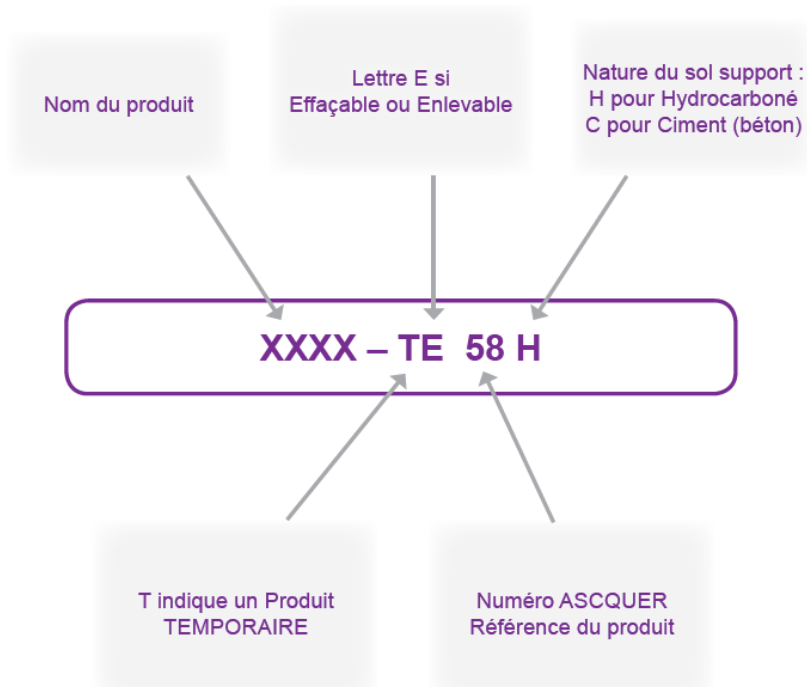 Nom du produit
Lettre E si
Effaçable ou Enlevable
Nature du sol support :
H pour Hydrocarboné
C pour Ciment (béton)
XXXX – TE 58 H
T indique un Produit
TEMPORAIRE
Numéro ASCQUER
Référence du produit